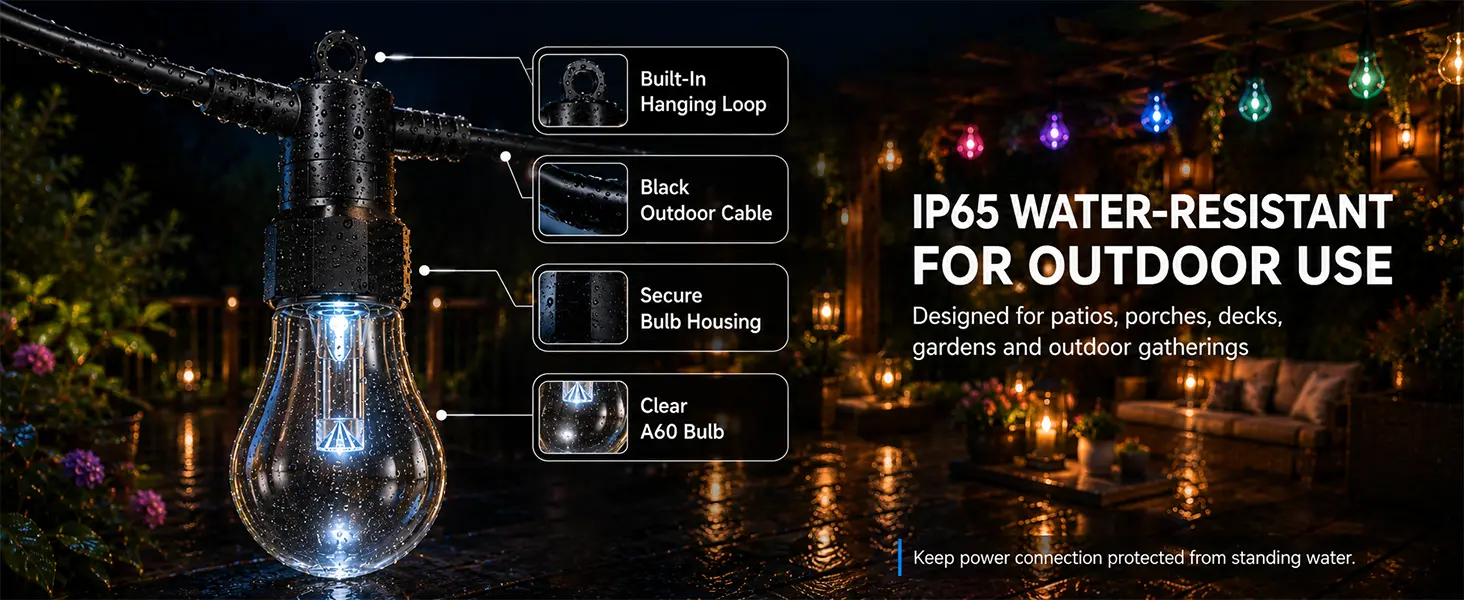 Built-In
Hanging Loop
Black
Outdoor Cable
Secure
Bulb Housing
Clear
A60 Bulb
IP65 WATER-RESISTANT
FOR OUTDOOR USE
Designed for patios, porches, decks,
gardens and outdoor gatherings
Keep power connection protected from standing water.